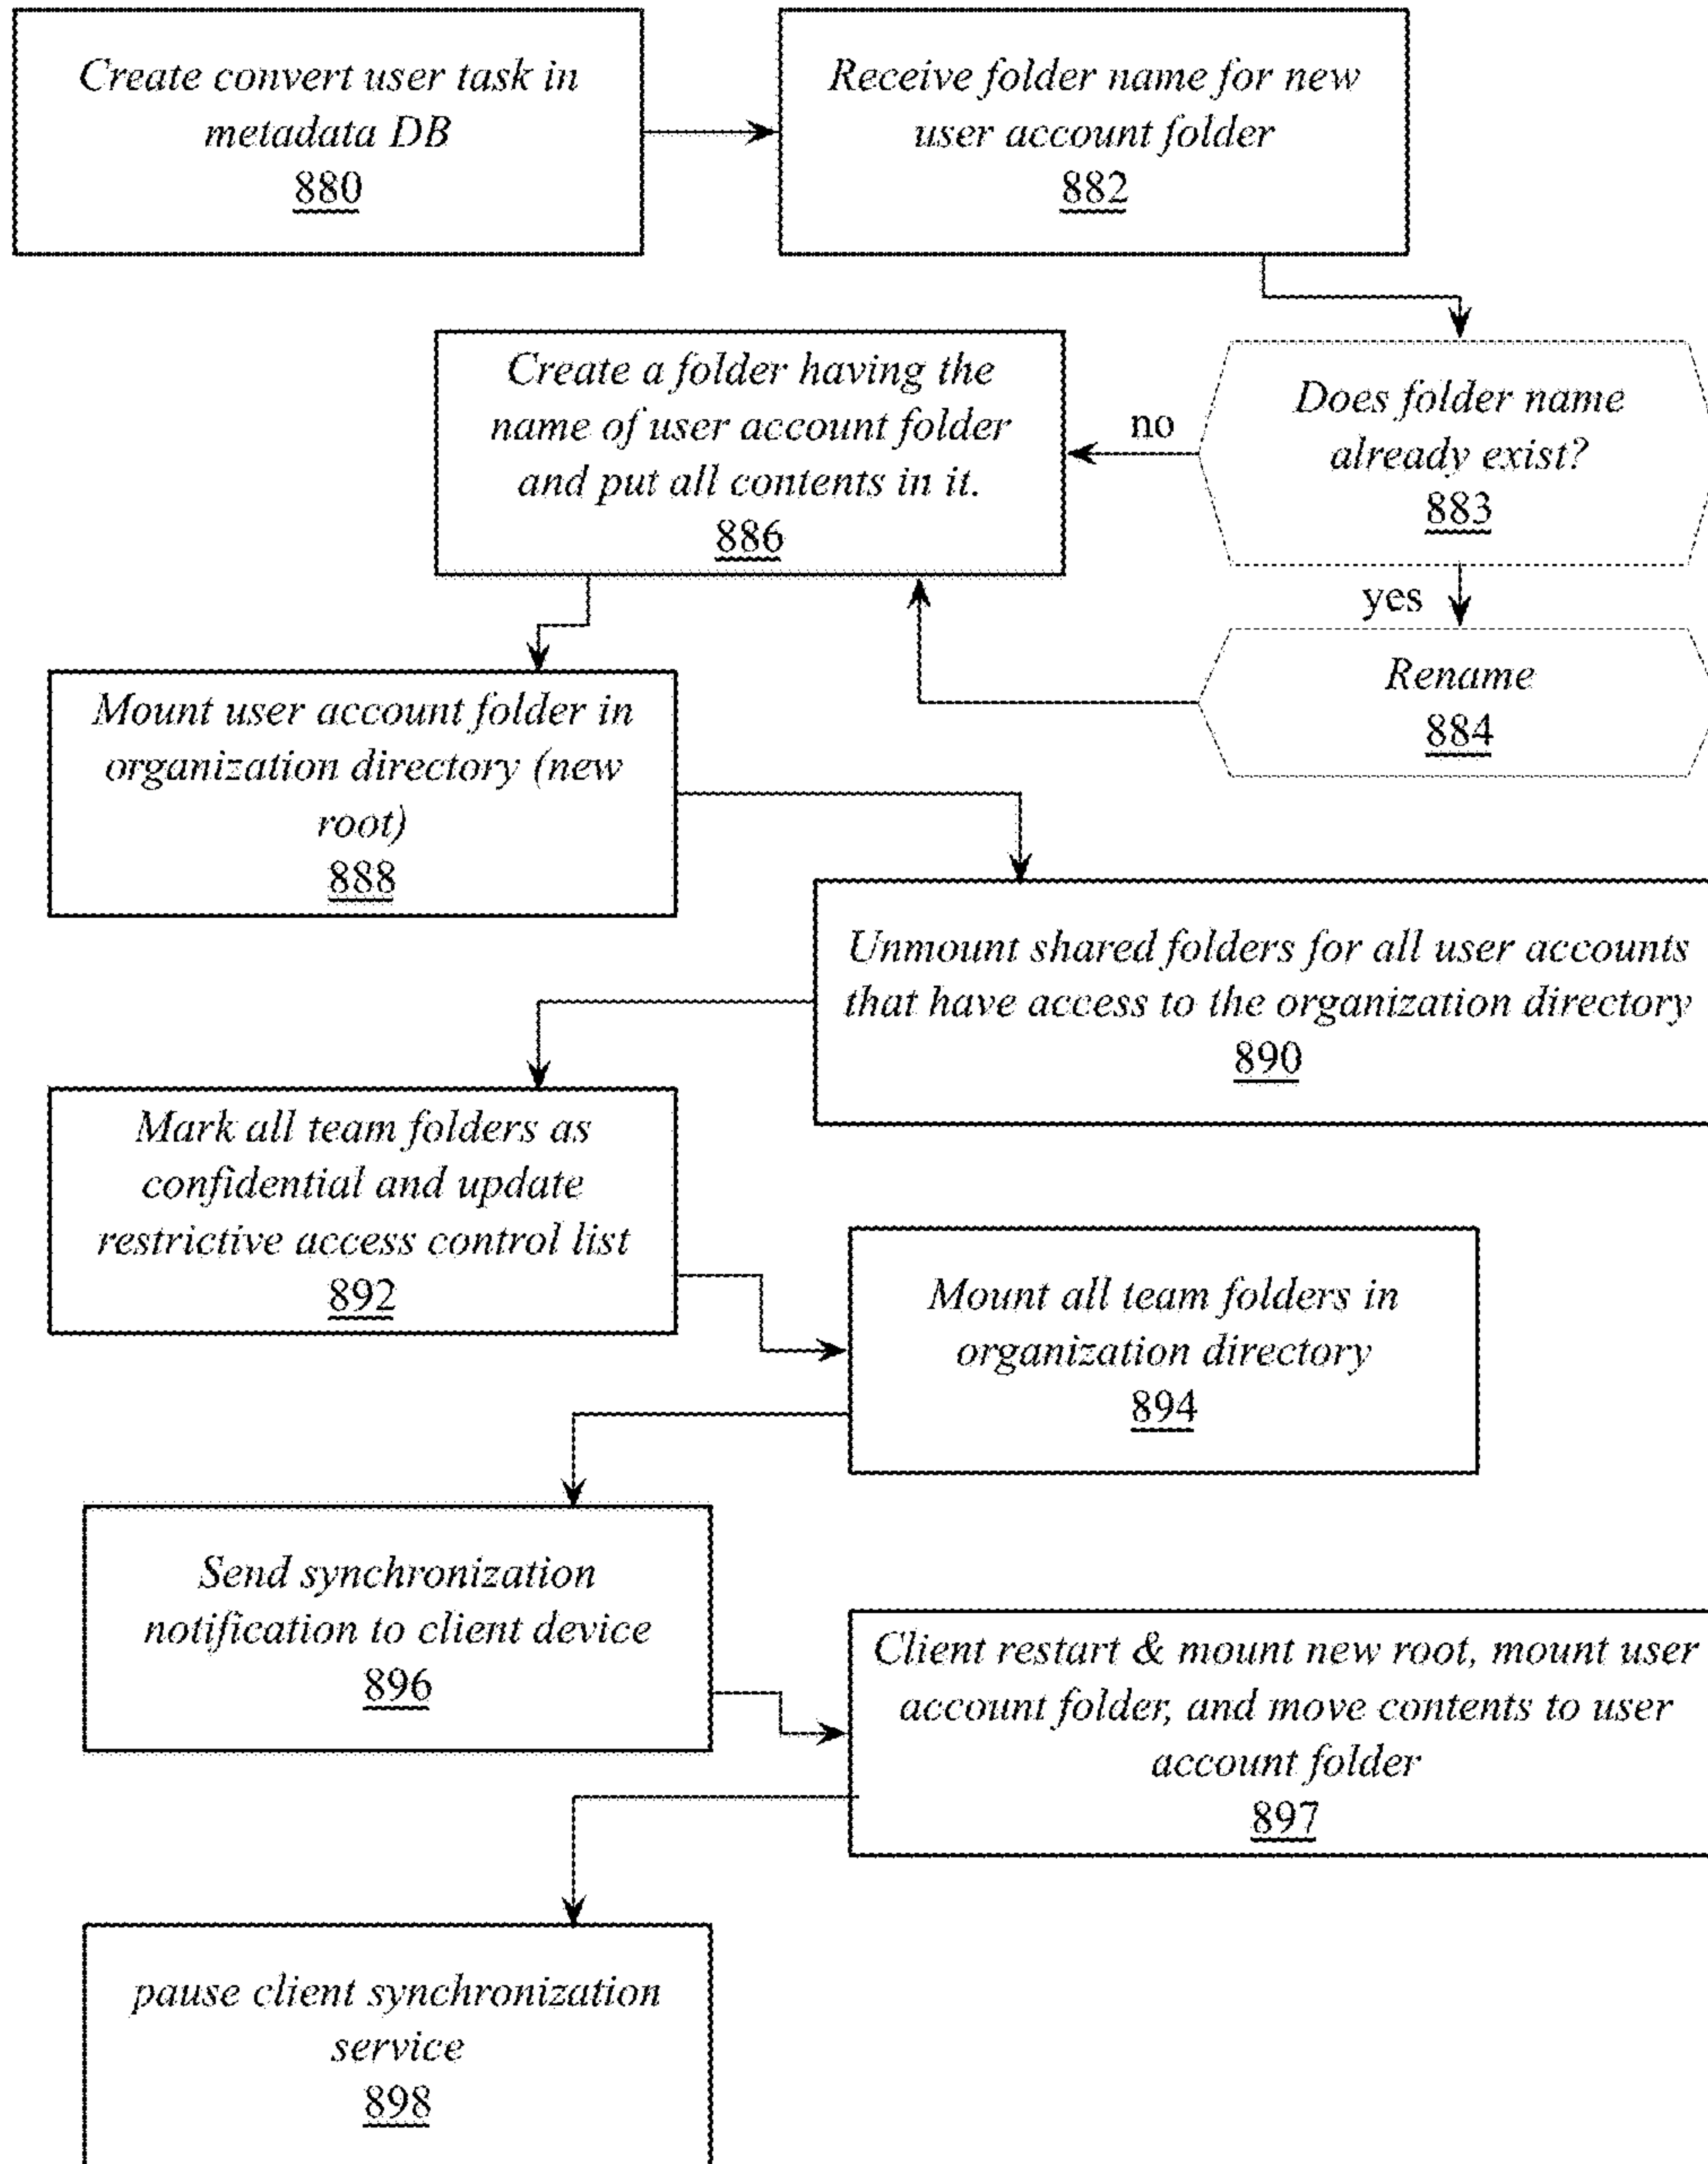 Create convert user task in
metadata DB
880
Receive folder name for new
user account folder
882
Create a folder having the
name of user account folder
and put all contents in it.
886
no
Does folder name
already exist?
883
yes
Rename
884
Mount user account folder in
organization directory (new
root)
888
Unmount shared folders for all user accounts
that have access to the organization directory
890
Mark all team folders as
confidential and update
restrictive access control list
892
Mount all team folders in
organization directory
894
Send synchronization
notification to client device
896
Client restart & mount new root, mount user
account folder, and move contents to user
account folder
897
pause client synchronization
service
898